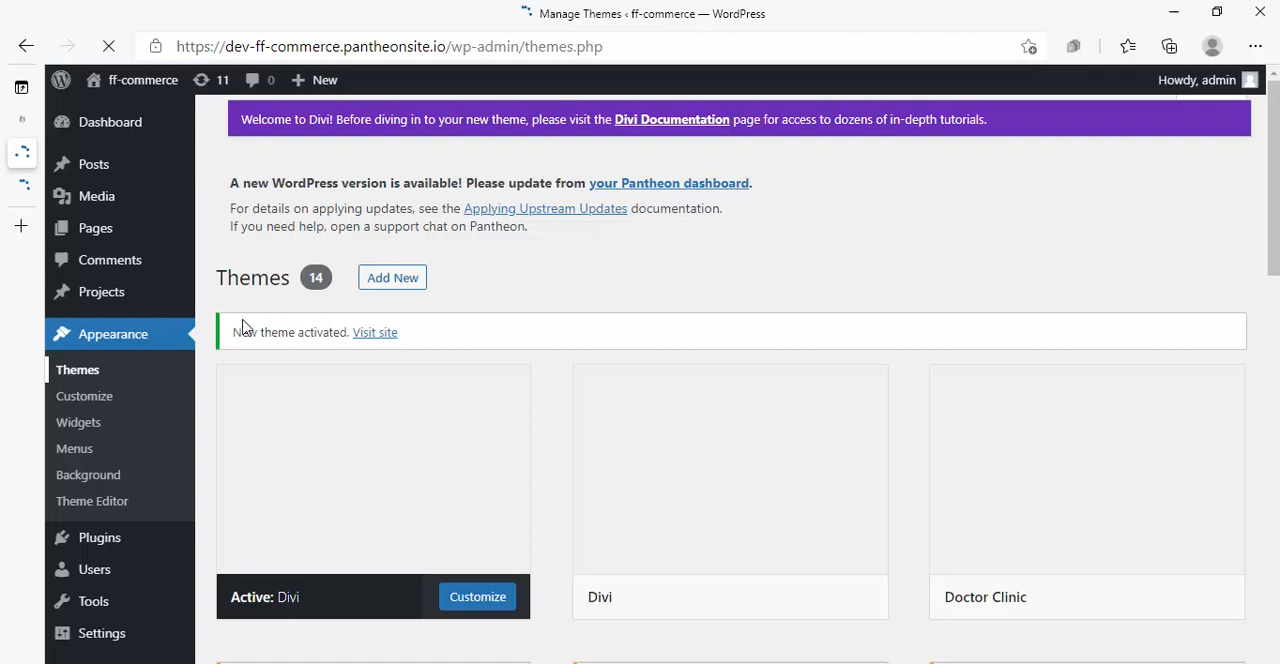 Manage Themes ‹ ff-commerce — WordPress
https://dev-ff-commerce.pantheonsite.io/wp-admin/themes.php
ff-commerce 11 0 + New Howdy, admin
Dashboard
Posts
Media
Pages
Comments
Projects
Appearance
Themes
Customize
Widgets
Menus
Background
Theme Editor
Plugins
Users
Tools
Settings
Welcome to Divi! Before diving in to your new theme, please visit the Divi Documentation page for access to dozens of in-depth tutorials.
A new WordPress version is available! Please update from your Pantheon dashboard.
For details on applying updates, see the Applying Upstream Updates documentation.
If you need help, open a support chat on Pantheon.
Themes 14 Add New
New theme activated. Visit site
Active: Divi Customize
Divi
Doctor Clinic